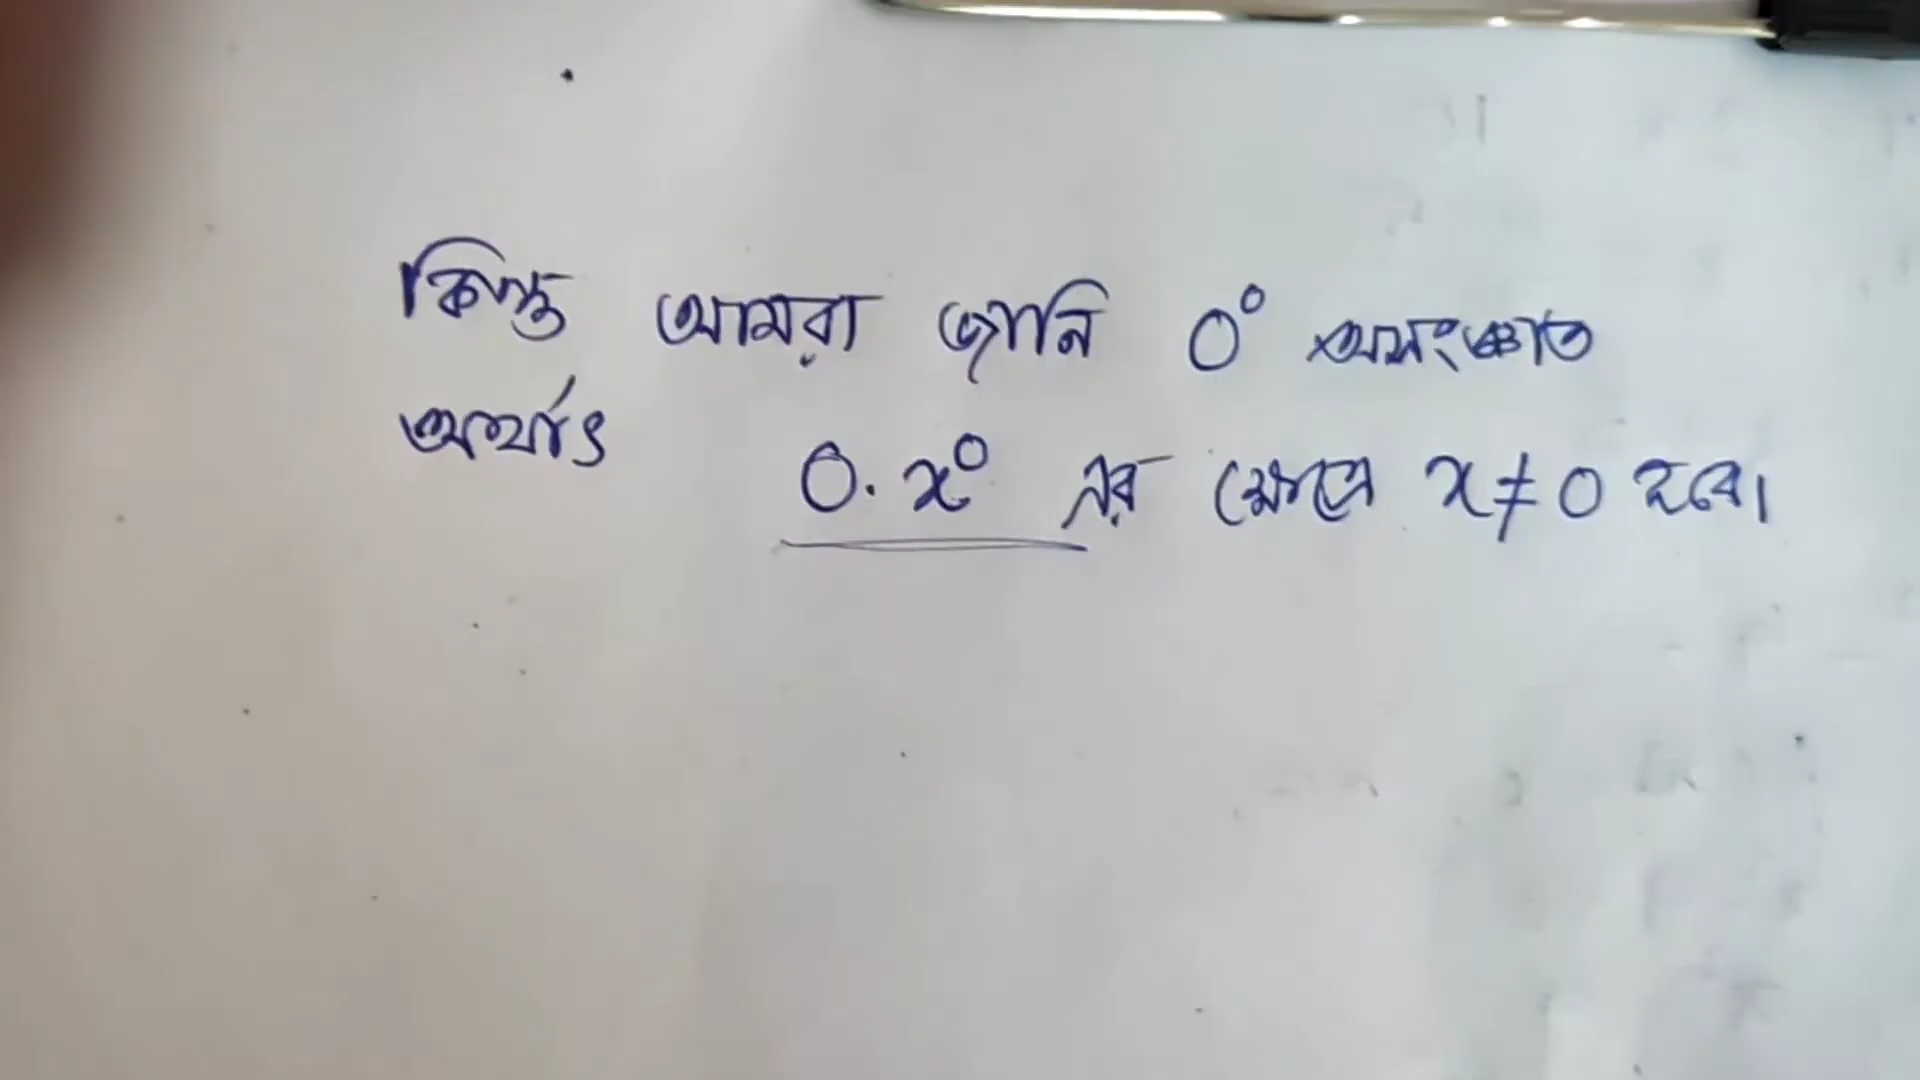 কিন্তু আমরা জানি 0⁰ অসংজ্ঞাত
অর্থাৎ 0. x⁰ এর ক্ষেত্রে x ≠ 0 হবে।